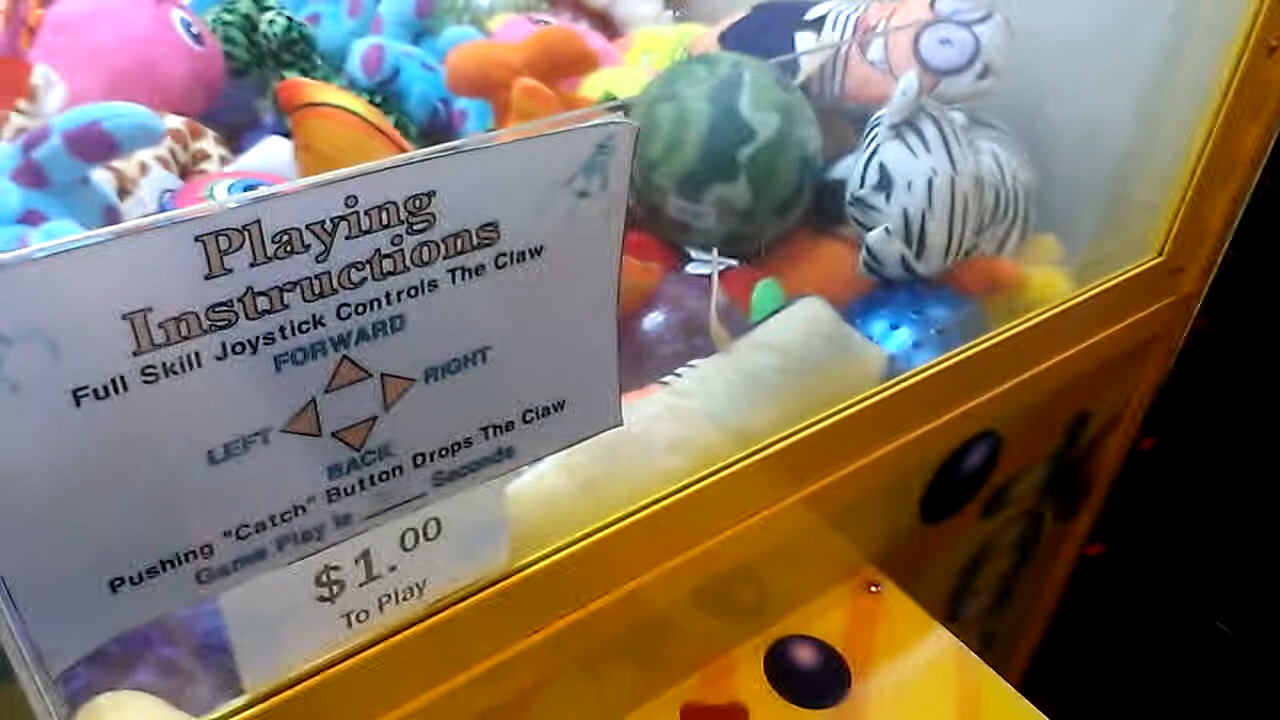 Playing
Instructions
Full Skill Joystick Controls The Claw
FORWARD
RIGHT
LEFT
BACK
Pushing "Catch" Button Drops The Claw
Game Play is ____ Seconds
$1.00
To Play